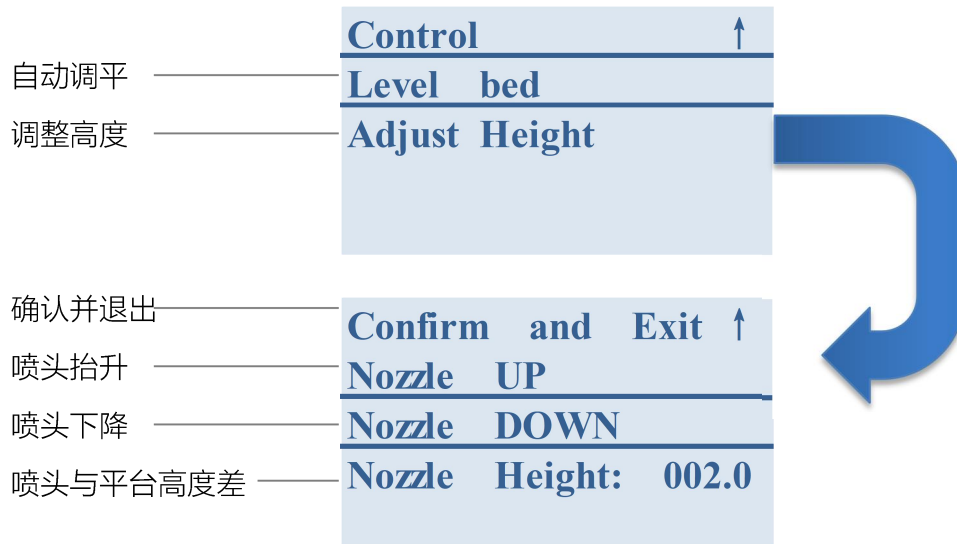 Control ↑
自动调平 Level bed
调整高度 Adjust Height
确认并退出 Confirm and Exit ↑
喷头抬升 Nozzle UP
喷头下降 Nozzle DOWN
喷头与平台高度差 Nozzle Height: 002.0